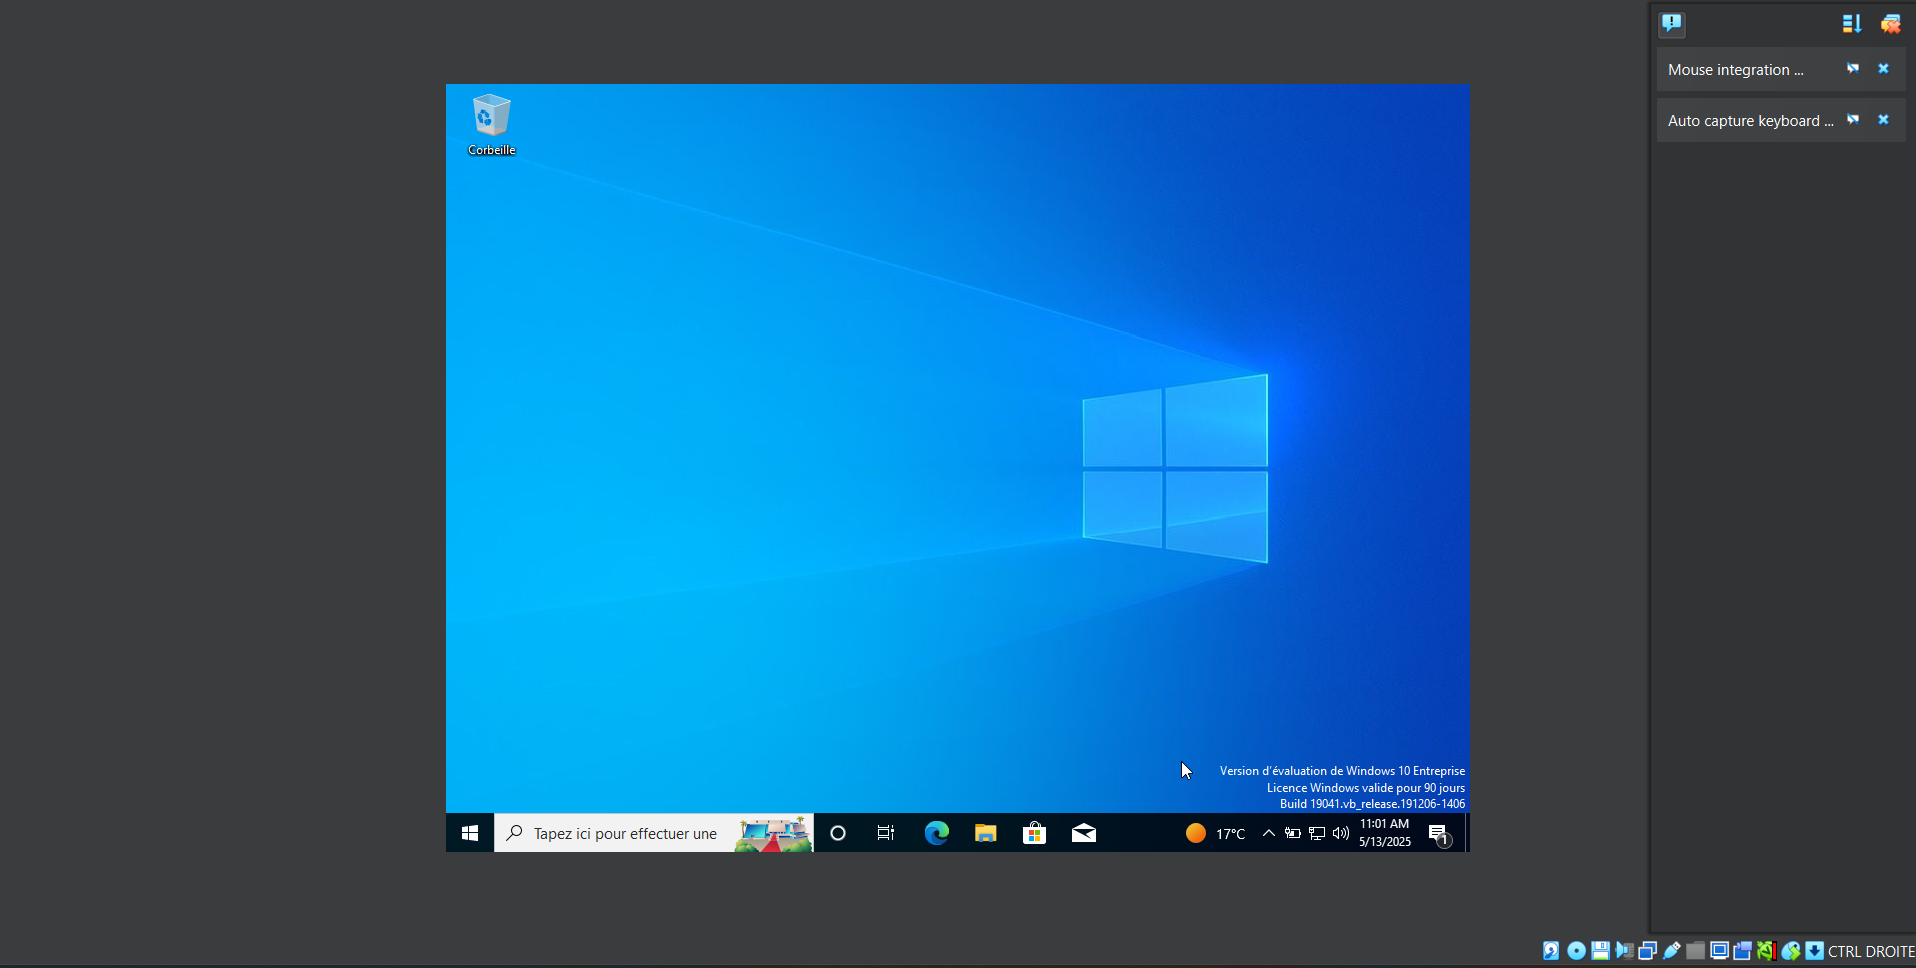 Mouse integration ...
Auto capture keyboard ...
Corbeille
Version d'évaluation de Windows 10 Entreprise
Licence Windows valide pour 90 jours
Build 19041.vb_release.191206-1406
Tapez ici pour effectuer une
17°C
11:01 AM
5/13/2025
1
CTRL DROITE